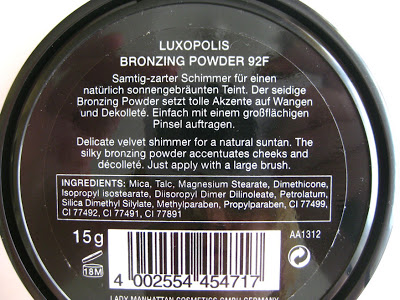 LUXOPOLIS
BRONZING POWDER 92F
Samtig-zarter Schimmer für einen
natürlich sonnengebräunten Teint. Der seidige
Bronzing Powder setzt tolle Akzente auf Wangen
und Dekolleté. Einfach mit einem großflächigen
Pinsel auftragen.
Delicate velvet shimmer for a natural suntan. The
silky bronzing powder accentuates cheeks and
décolleté. Just apply with a large brush.
INGREDIENTS: Mica, Talc, Magnesium Stearate, Dimethicone,
Isopropyl isostearate, Diisopropyl Dimer Dilinoleate, Petrolatum,
Silica Dimethyl Silylate, Methylparaben, Propylparaben, CI 77499,
CI 77492, CI 77491, CI 77891
15g
AA1312
18M
4 002554 454717
LADY MANHATTAN COSMETICS GMBH GERMANY